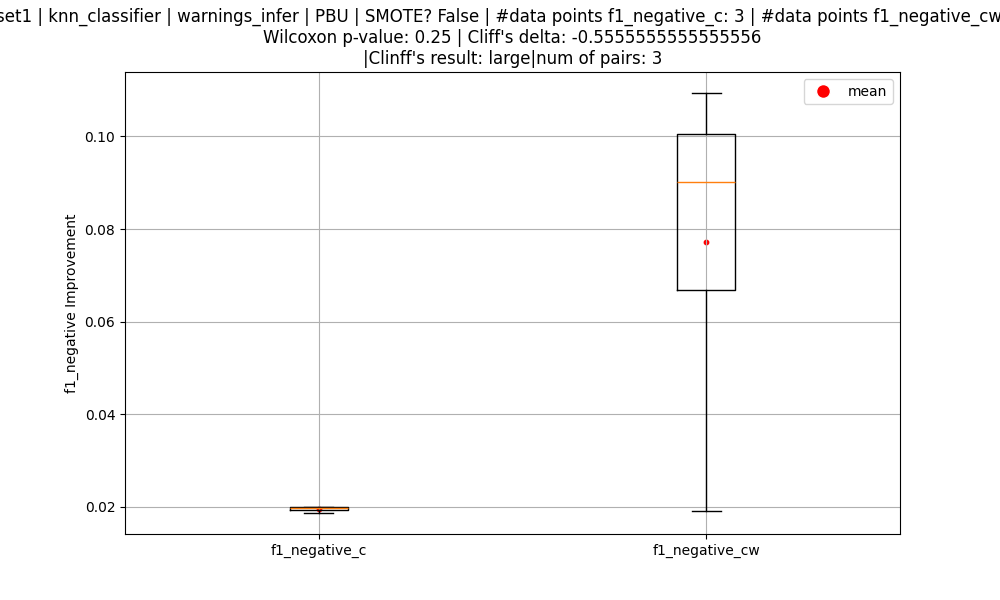 set1 | knn_classifier | warnings_infer | PBU | SMOTE? False | #data points f1_negative_c: 3 | #data points f1_negative_cw
Wilcoxon p-value: 0.25 | Cliff's delta: -0.5555555555555556
|Clinff's result: large|num of pairs: 3
mean
0.10
0.08
0.06
0.04
0.02
f1_negative Improvement
f1_negative_c
f1_negative_cw